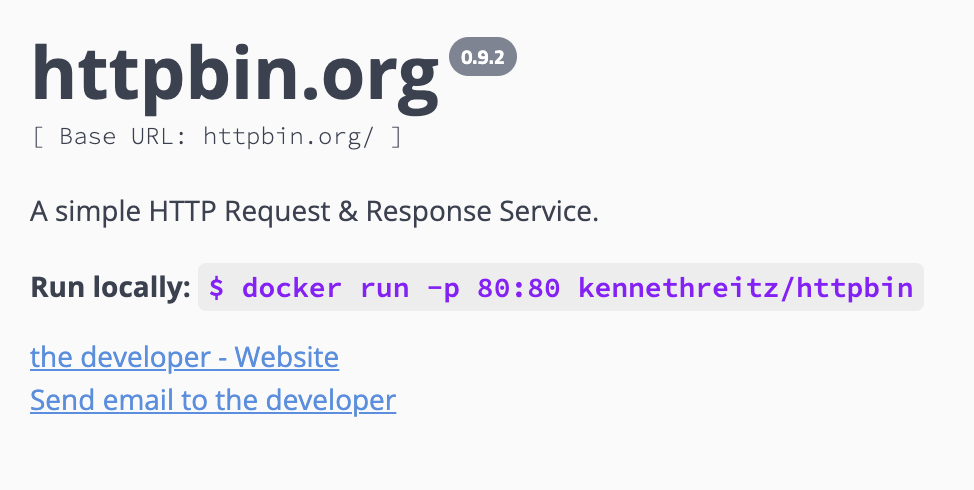 httpbin.org 0.9.2
[ Base URL: httpbin.org/ ]
A simple HTTP Request & Response Service.
Run locally: $ docker run -p 80:80 kennethreitz/httpbin
the developer - Website
Send email to the developer